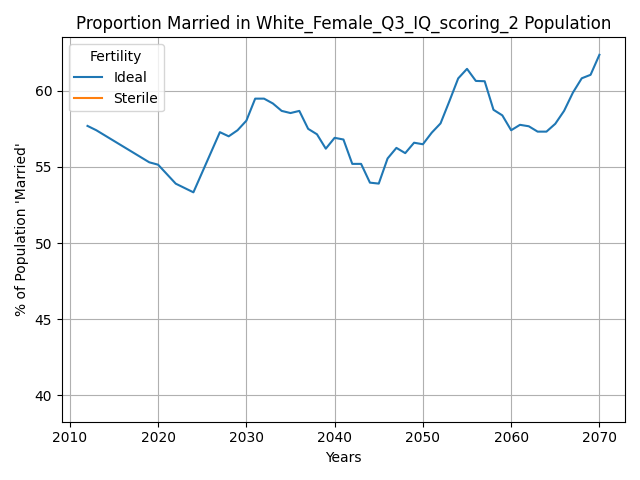 Proportion Married in White_Female_Q3_IQ_scoring_2 Population
Fertility
Ideal
Sterile
% of Population 'Married'
60
55
50
45
40
2010 2020 2030 2040 2050 2060 2070
Years